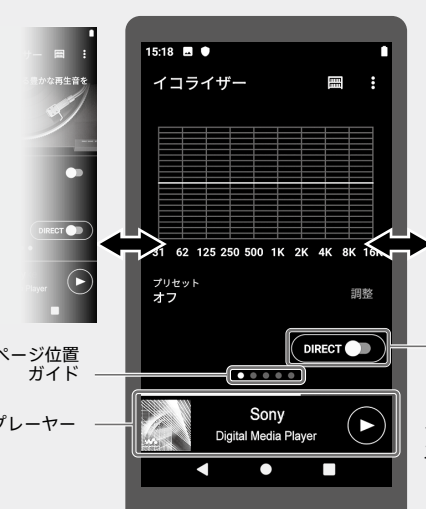 豊かな再生音を
DIRECT
Player
15:18
イコライザー
31 62 125 250 500 1K 2K 4K 8K 16K
プリセット
オフ
調整
DIRECT
ページ位置
ガイド
プレーヤー
Sony
Digital Media Player